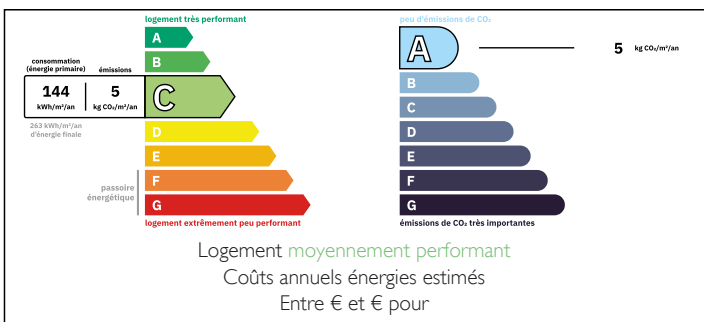 logement très performant
A
B
consommation
(énergie primaire)
émissions
144
kWh/m²/an
5
kg CO₂/m²/an
C
263 kWh/m²/an
d'énergie finale
D
E
F
G
passoire
énergétique
logement extrêmement peu performant
peu d'émissions de CO₂
A
5 kg CO₂/m²/an
B
C
D
E
F
G
émissions de CO₂ très importantes
Logement moyennement performant
Coûts annuels énergies estimés
Entre € et € pour